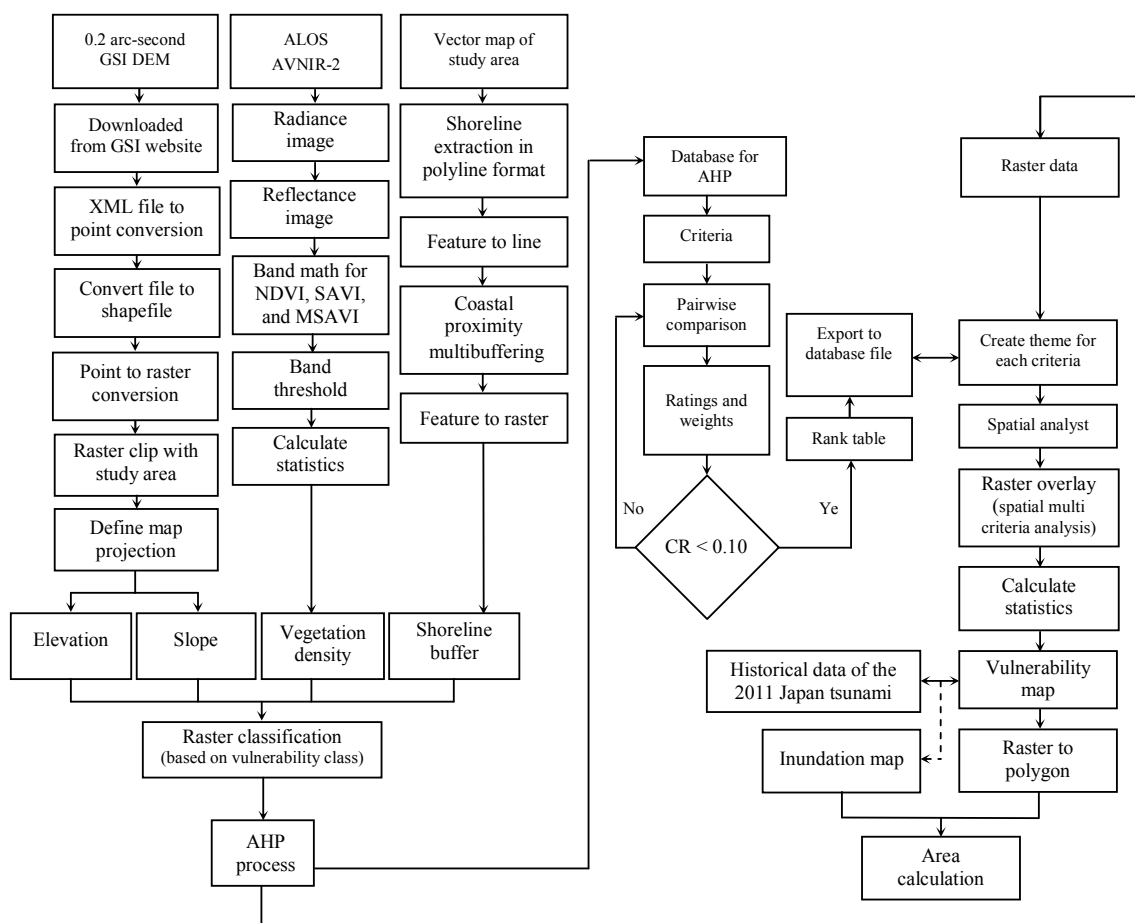 0.2 arc-second
GSI DEM
Downloaded
from GSI website
XML file to
point conversion
Convert file to
shapefile
Point to raster
conversion
Raster clip with
study area
Define map
projection
Elevation
Slope
ALOS
AVNIR-2
Radiance
image
Reflectance
image
Band math for
NDVI, SAVI,
and MSAVI
Band
threshold
Calculate
statistics
Vegetation
density
Vector map of
study area
Shoreline
extraction in
polyline format
Feature to line
Coastal
proximity
multibuffering
Feature to raster
Shoreline
buffer
Raster classification
(based on vulnerability class)
AHP
process
Database for
AHP
Criteria
Pairwise
comparison
Ratings and
weights
CR < 0.10
No
Ye
Rank table
Export to
database file
Raster data
Create theme for
each criteria
Spatial analyst
Raster overlay
(spatial multi
criteria analysis)
Calculate
statistics
Vulnerability
map
Historical data of the
2011 Japan tsunami
Inundation map
Raster to
polygon
Area
calculation